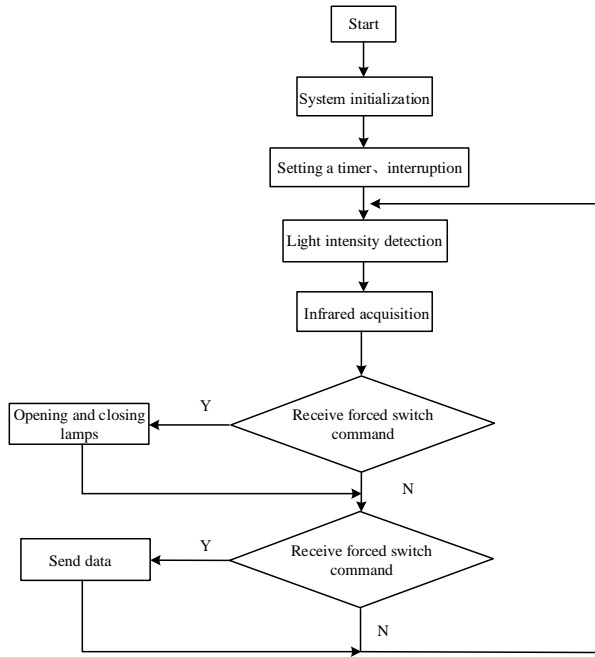 Start
System initialization
Setting a timer、interruption
Light intensity detection
Infrared acquisition
Receive forced switch
command
Y
Opening and closing
lamps
N
Receive forced switch
command
Y
Send data
N